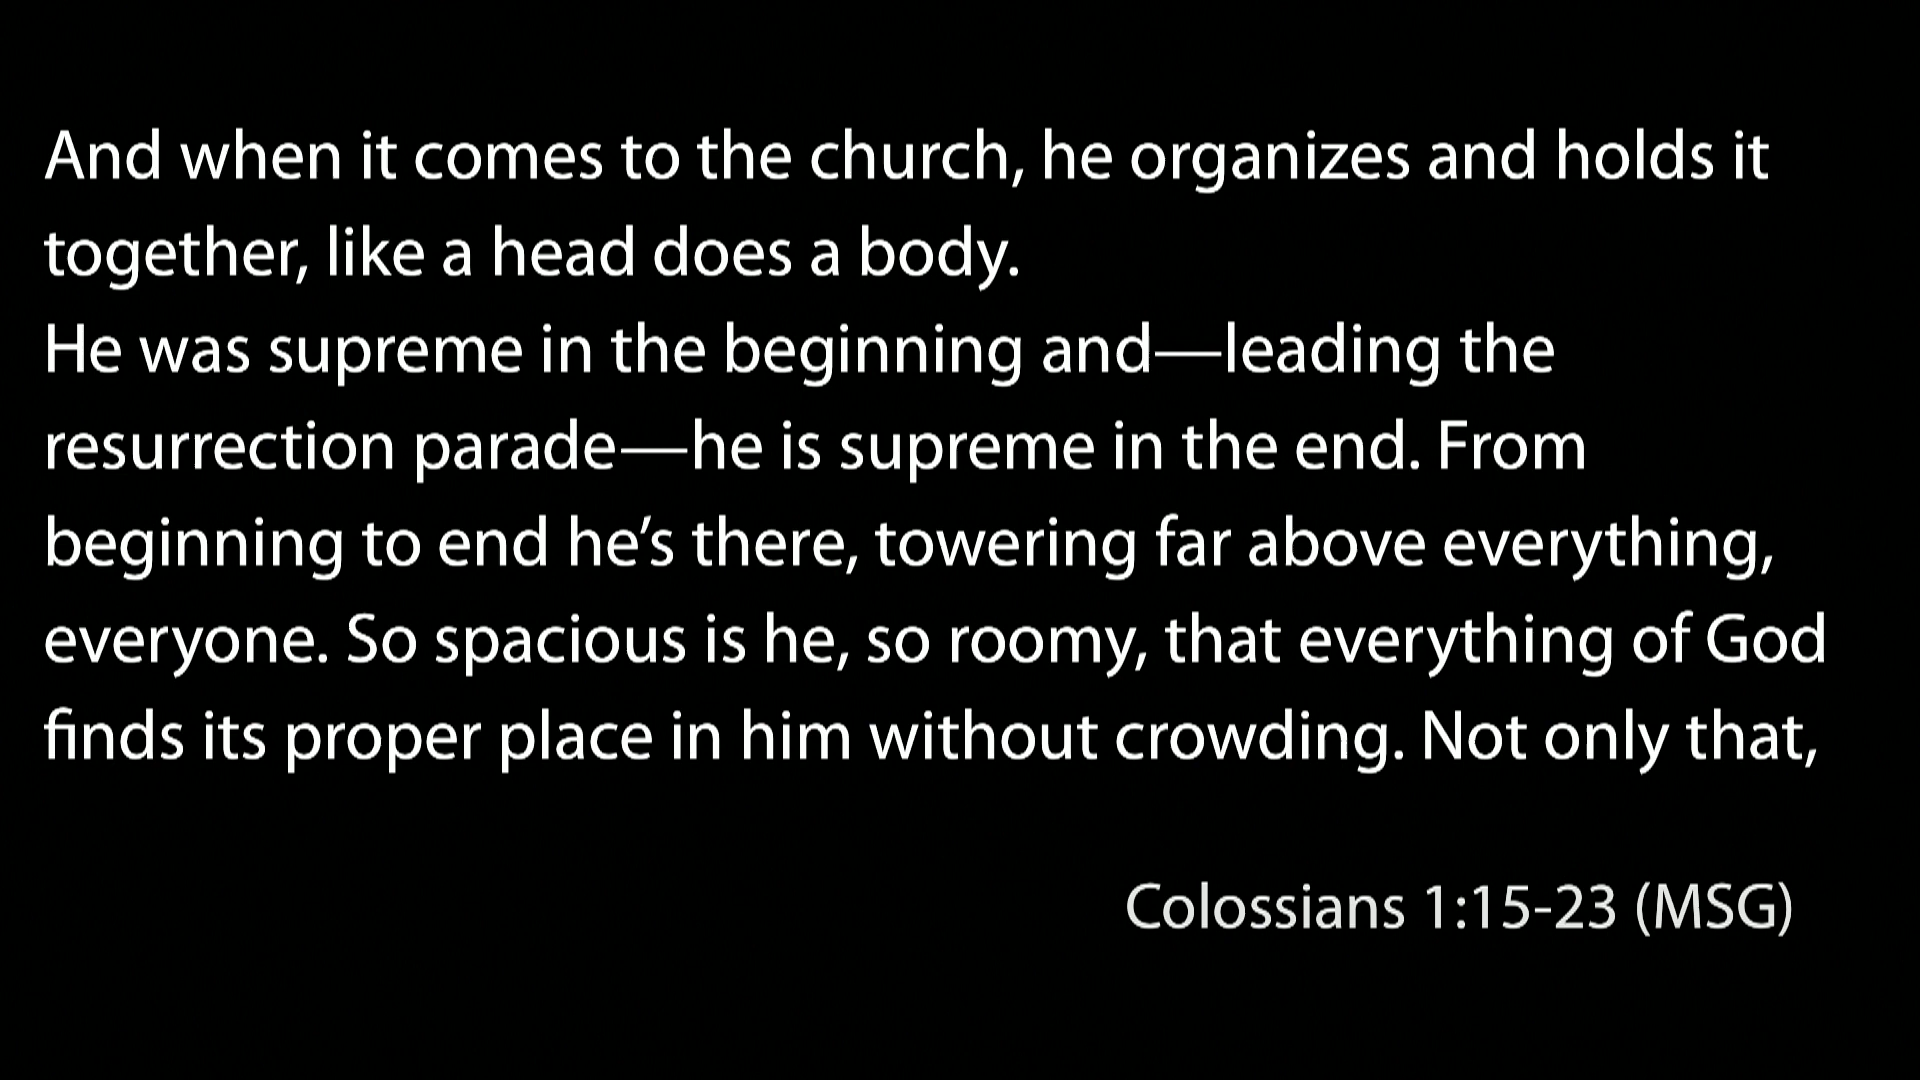 And when it comes to the church, he organizes and holds it
together, like a head does a body.
He was supreme in the beginning and—leading the
resurrection parade—he is supreme in the end. From
beginning to end he’s there, towering far above everything,
everyone. So spacious is he, so roomy, that everything of God
finds its proper place in him without crowding. Not only that,
Colossians 1:15-23 (MSG)